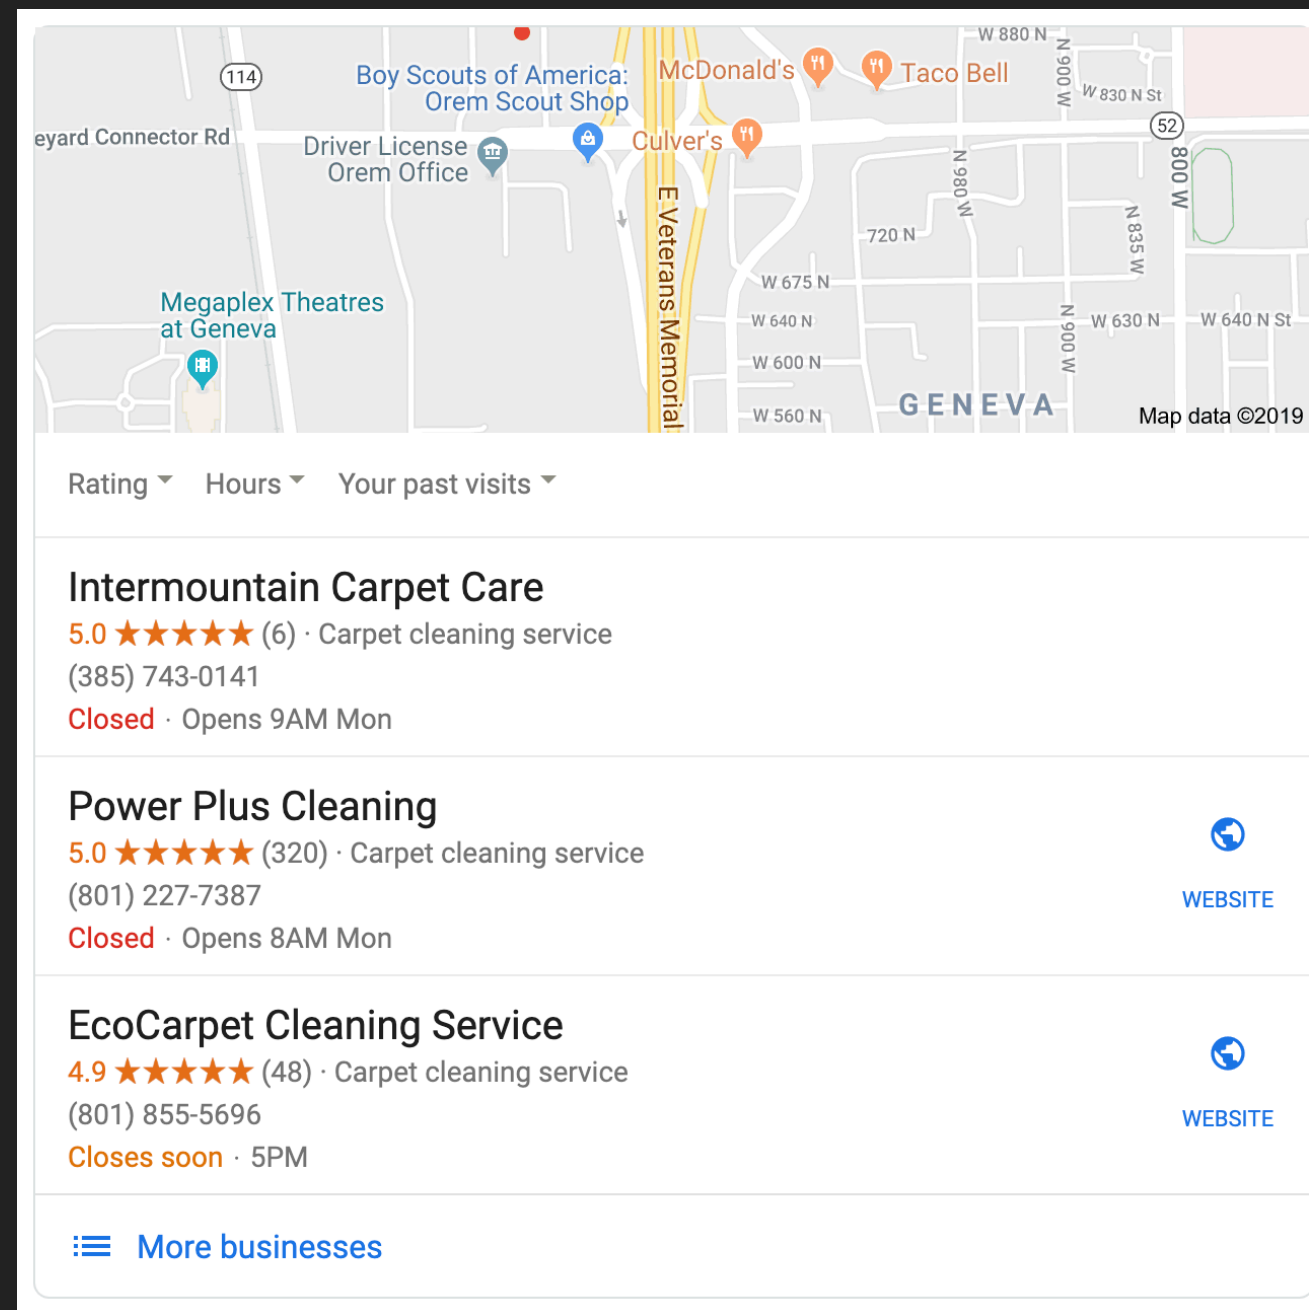 W 880 N
114
Boy Scouts of America:
Orem Scout Shop
McDonald's
Taco Bell
N 900 W
W 830 N St
eyard Connector Rd
Driver License
Orem Office
Culver's
52
800 W
N 980 W
E Veterans Memorial
720 N
N 835 W
W 675 N
Megaplex Theatres
at Geneva
W 640 N
N 900 W
W 630 N
W 640 N St
W 600 N
GENEVA
W 560 N
Map data ©2019
Rating Hours Your past visits
Intermountain Carpet Care
5.0 ★★★★★ (6) · Carpet cleaning service
(385) 743-0141
Closed · Opens 9AM Mon
Power Plus Cleaning
5.0 ★★★★★ (320) · Carpet cleaning service
(801) 227-7387
Closed · Opens 8AM Mon
WEBSITE
EcoCarpet Cleaning Service
4.9 ★★★★★ (48) · Carpet cleaning service
(801) 855-5696
Closes soon · 5PM
WEBSITE
More businesses